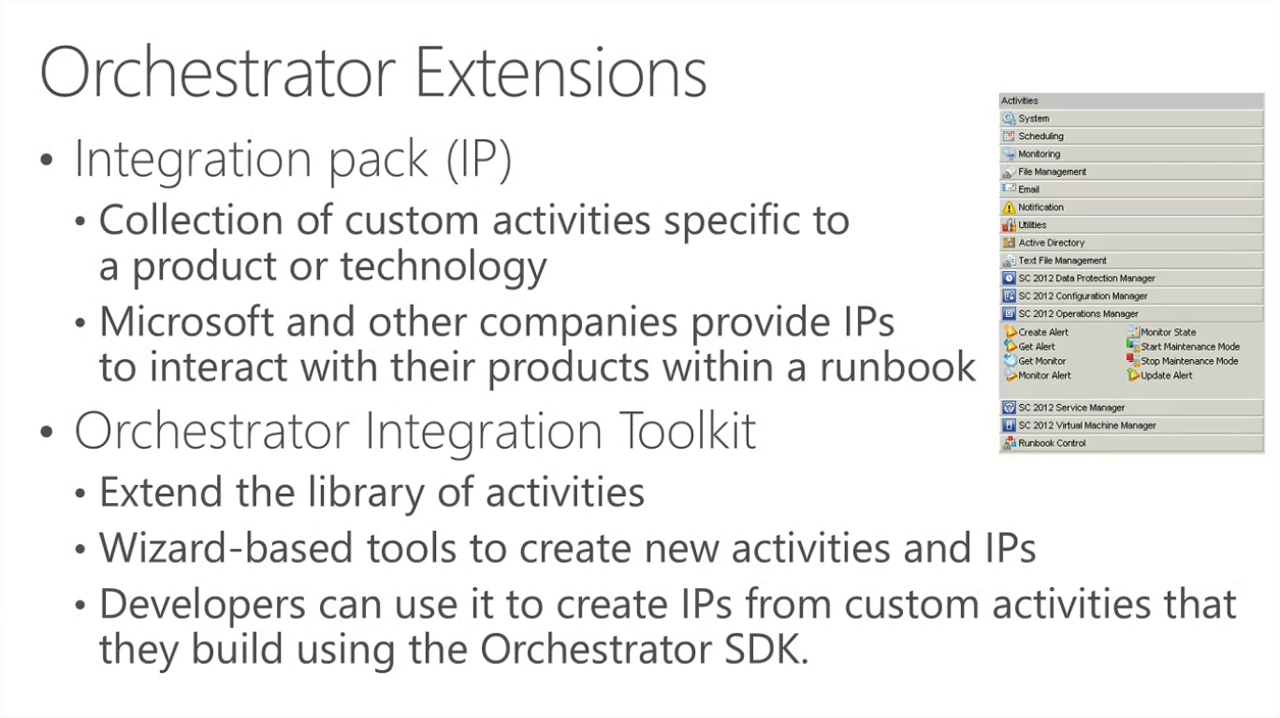 Orchestrator Extensions
• Integration pack (IP)
• Collection of custom activities specific to
a product or technology
• Microsoft and other companies provide IPs
to interact with their products within a runbook
• Orchestrator Integration Toolkit
• Extend the library of activities
• Wizard-based tools to create new activities and IPs
• Developers can use it to create IPs from custom activities that
they build using the Orchestrator SDK.
Activities
System
Scheduling
Monitoring
File Management
Email
Notification
Utilities
Active Directory
Text File Management
SC 2012 Data Protection Manager
SC 2012 Configuration Manager
SC 2012 Operations Manager
Create Alert
Monitor State
Get Alert
Start Maintenance Mode
Get Monitor
Stop Maintenance Mode
Monitor Alert
Update Alert
SC 2012 Service Manager
SC 2012 Virtual Machine Manager
Runbook Control